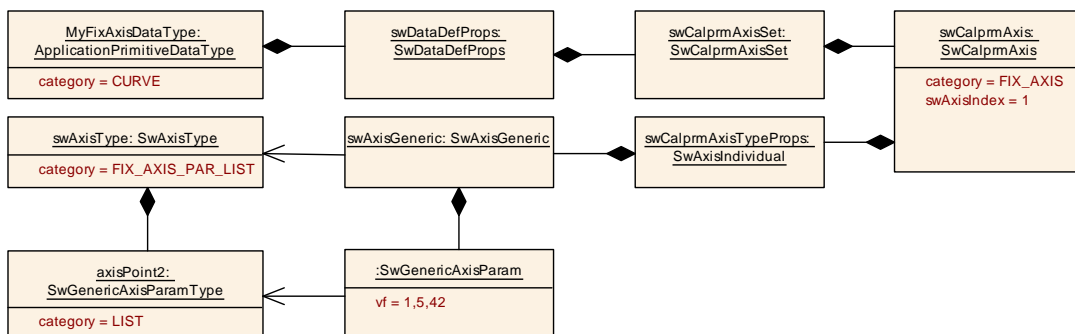 MyFixAxisDataType:
ApplicationPrimitiveDataType
category = CURVE
swDataDefProps:
SwDataDefProps
swCalprmAxisSet:
SwCalprmAxisSet
swCalprmAxis:
SwCalprmAxis
category = FIX_AXIS
swAxisIndex = 1
swAxisType: SwAxisType
category = FIX_AXIS_PAR_LIST
swAxisGeneric: SwAxisGeneric
swCalprmAxisTypeProps:
SwAxisIndividual
axisPoint2:
SwGenericAxisParamType
category = LIST
:SwGenericAxisParam
vf = 1,5,42